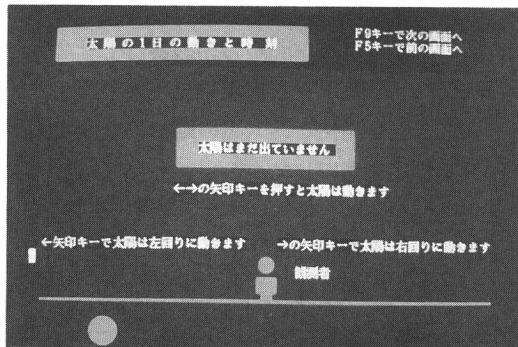 太陽の1日の動きと時刻
F9キーで次の画面へ
F5キーで前の画面へ
太陽はまだ出ていません
←→の矢印キーを押すと太陽は動きます
←矢印キーで太陽は左回りに動きます
→の矢印キーで太陽は右回りに動きます
観測者